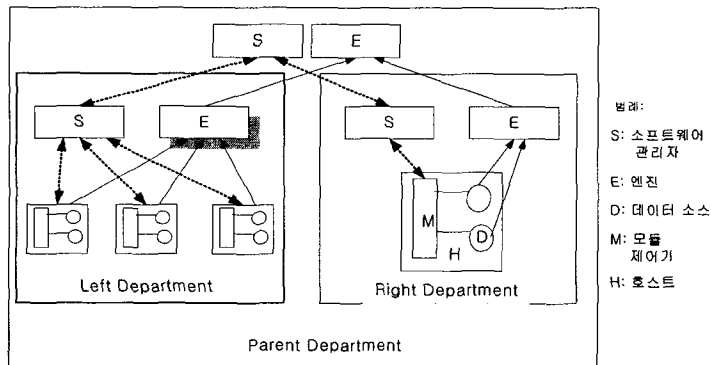 S
E
S
E
S
E
M
D
H
Left Department
Right Department
Parent Department
범례:
S: 소프트웨어
관리자
E: 엔진
D: 데이터 소스
M: 모듈
제어기
H: 호스트